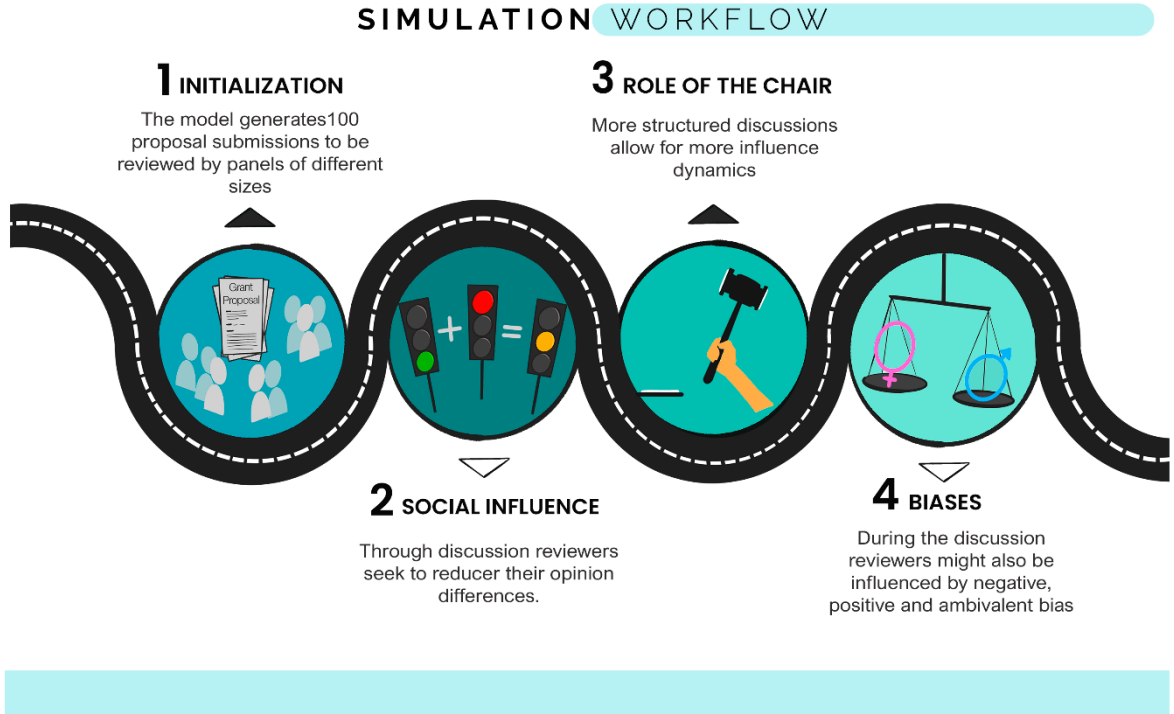 SIMULATION WORKFLOW
1 INITIALIZATION
The model generates100
proposal submissions to be
reviewed by panels of different
sizes
Grant
Proposal
2 SOCIAL INFLUENCE
Through discussion reviewers
seek to reducer their opinion
differences.
3 ROLE OF THE CHAIR
More structured discussions
allow for more influence
dynamics
4 BIASES
During the discussion
reviewers might also be
influenced by negative,
positive and ambivalent bias